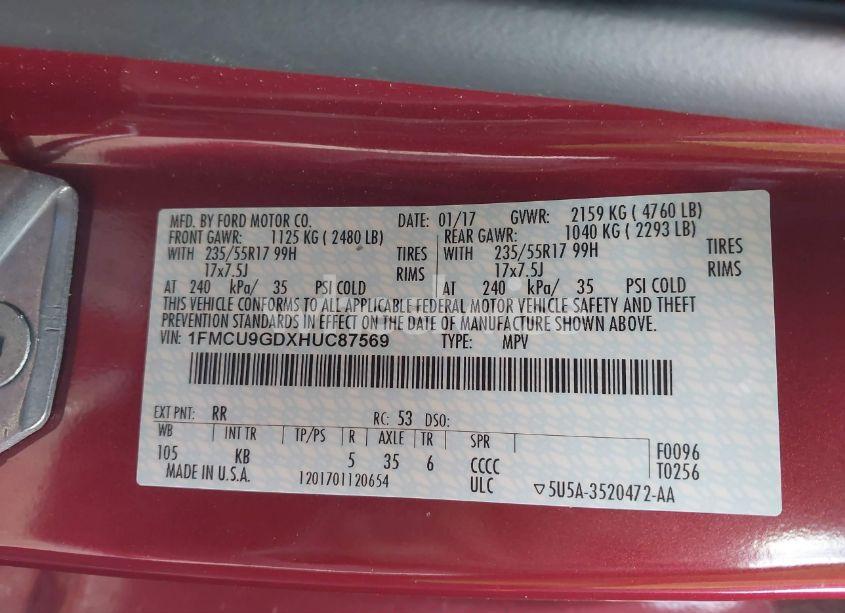 MFD. BY FORD MOTOR CO. DATE: 01/17 GVWR: 2159 KG ( 4760 LB)
FRONT GAWR: 1125 KG ( 2480 LB) REAR GAWR: 1040 KG ( 2293 LB)
WITH 235/55R17 99H TIRES WITH 235/55R17 99H TIRES
17x7.5J RIMS 17x7.5J RIMS
AT 240 kPa/ 35 PSI COLD AT 240 kPa/ 35 PSI COLD
THIS VEHICLE CONFORMS TO ALL APPLICABLE FEDERAL MOTOR VEHICLE SAFETY AND THEFT
PREVENTION STANDARDS IN EFFECT ON THE DATE OF MANUFACTURE SHOWN ABOVE.
VIN: 1FMCU9GDXHUC87569 TYPE: MPV
EXT PNT: RR RC: 53 DSO:
WB INT TR TP/PS R AXLE TR SPR F0096
105 KB 5 35 6 CCCC T0256
MADE IN U.S.A. 1201701120654 ULC ▽5U5A-3520472-AA